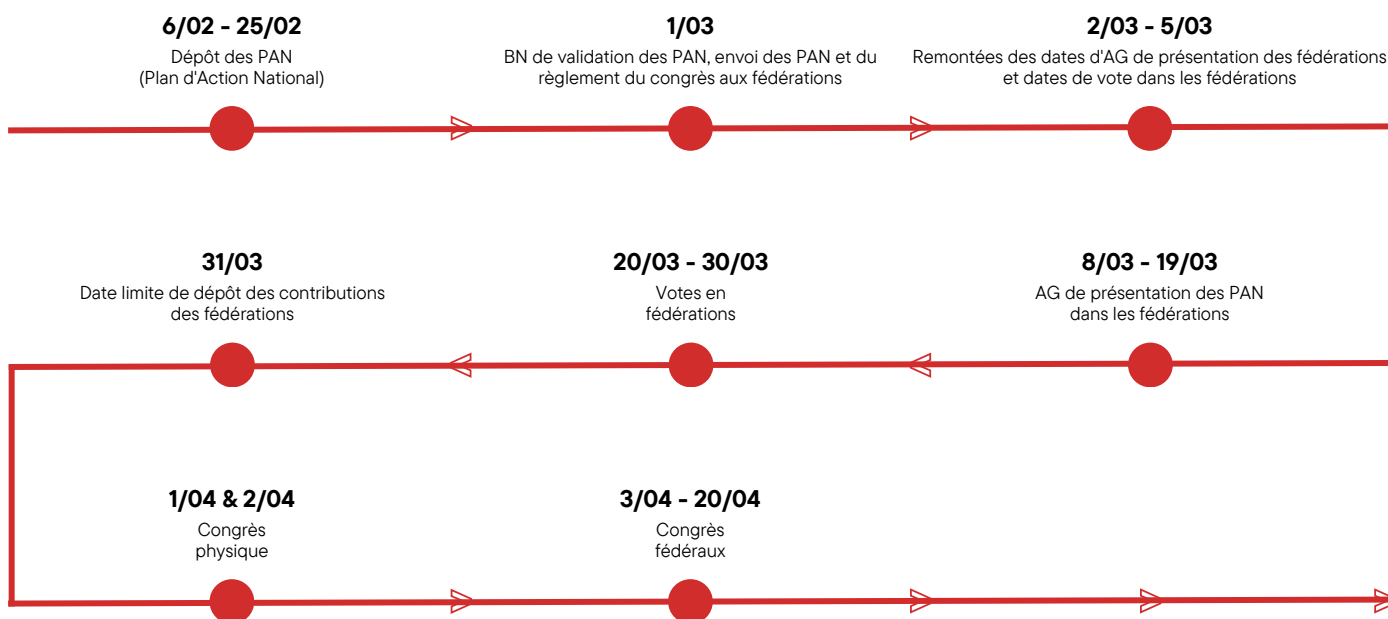 6/02 - 25/02
Dépôt des PAN
(Plan d'Action National)
1/03
BN de validation des PAN, envoi des PAN et du
règlement du congrès aux fédérations
2/03 - 5/03
Remontées des dates d'AG de présentation des fédérations
et dates de vote dans les fédérations
8/03 - 19/03
AG de présentation des PAN
dans les fédérations
20/03 - 30/03
Votes en
fédérations
31/03
Date limite de dépôt des contributions
des fédérations
1/04 & 2/04
Congrès
physique
3/04 - 20/04
Congrès
fédéraux